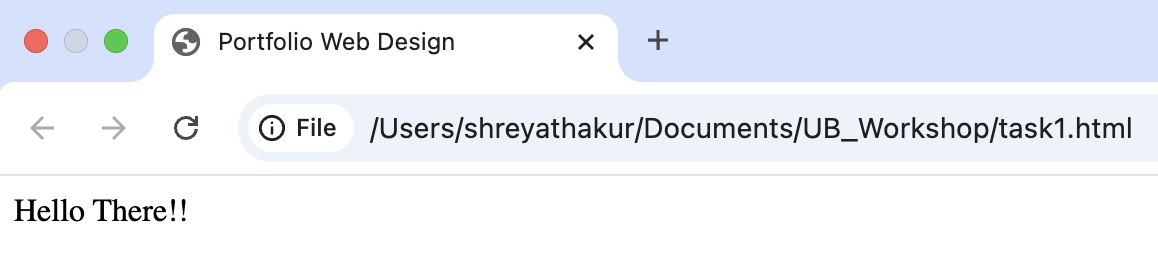 Portfolio Web Design
File /Users/shreyathakur/Documents/UB_Workshop/task1.html
Hello There!!